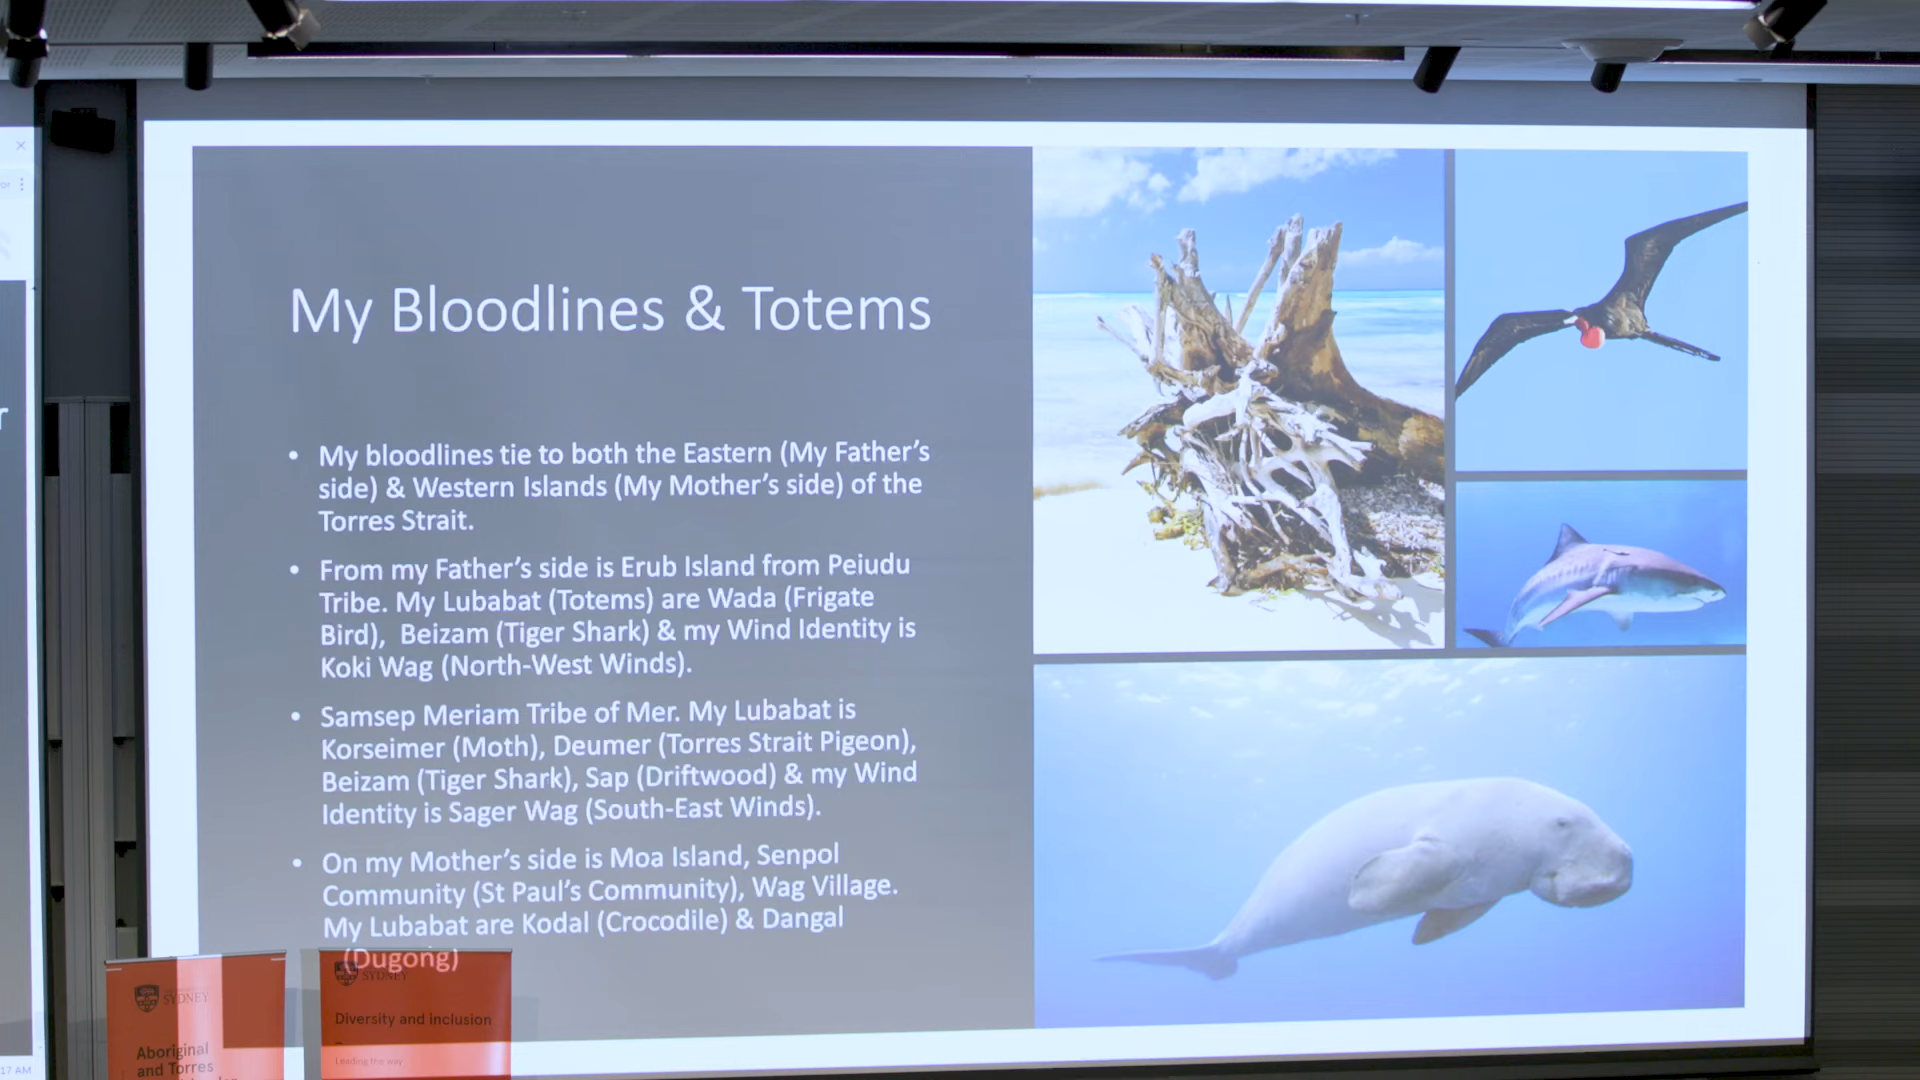 My Bloodlines & Totems
• My bloodlines tie to both the Eastern (My Father's
side) & Western Islands (My Mother's side) of the
Torres Strait.
• From my Father's side is Erub Island from Peiudu
Tribe. My Lubabat (Totems) are Wada (Frigate
Bird), Beizam (Tiger Shark) & my Wind Identity is
Koki Wag (North-West Winds).
• Samsep Meriam Tribe of Mer. My Lubabat is
Korseimer (Moth), Deumer (Torres Strait Pigeon),
Beizam (Tiger Shark), Sap (Driftwood) & my Wind
Identity is Sager Wag (South-East Winds).
• On my Mother's side is Moa Island, Senpol
Community (St Paul's Community), Wag Village.
My Lubabat are Kodal (Crocodile) & Dangal
(Dugong)
SYDNEY
Aboriginal
and Torres
SYDNEY
Diversity and inclusion
Leading the way
17 AM